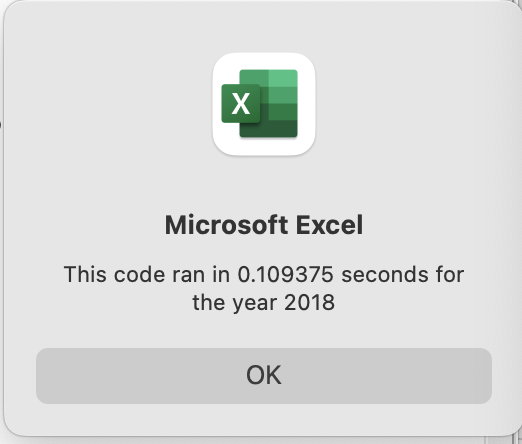 X
Microsoft Excel
This code ran in 0.109375 seconds for
the year 2018
OK